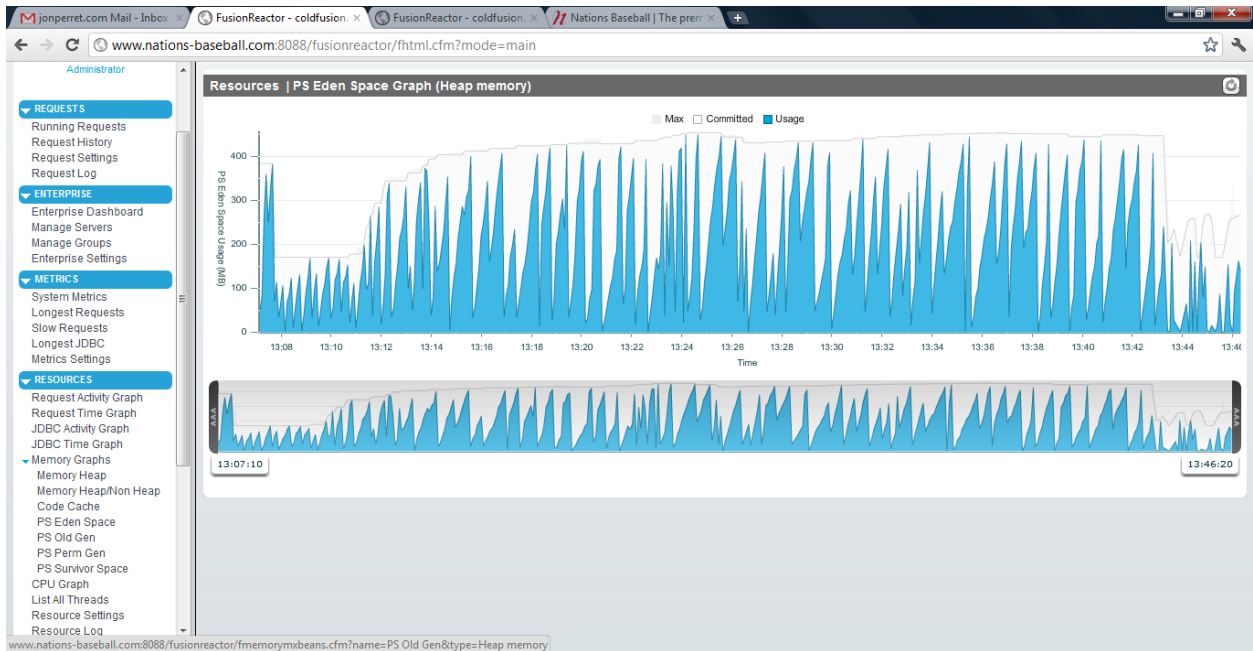 jonperret.com Mail - Inbox
FusionReactor - coldfusion.
FusionReactor - coldfusion.
Nations Baseball | The prem
www.nations-baseball.com:8088/fusionreactor/fhtml.cfm?mode=main
Administrator
REQUESTS
Running Requests
Request History
Request Settings
Request Log
ENTERPRISE
Enterprise Dashboard
Manage Servers
Manage Groups
Enterprise Settings
METRICS
System Metrics
Longest Requests
Slow Requests
Longest JDBC
Metrics Settings
RESOURCES
Request Activity Graph
Request Time Graph
JDBC Activity Graph
JDBC Time Graph
Memory Graphs
Memory Heap
Memory Heap/Non Heap
Code Cache
PS Eden Space
PS Old Gen
PS Perm Gen
PS Survivor Space
CPU Graph
List All Threads
Resource Settings
Resource Log
Resources | PS Eden Space Graph (Heap memory)
Max Committed Usage
PS Eden Space Usage (MB)
400
300
200
100
0
13:08 13:10 13:12 13:14 13:16 13:18 13:20 13:22 13:24 13:26 13:28 13:30 13:32 13:34 13:36 13:38 13:40 13:42 13:44 13:46
Time
13:07:10
13:46:20
www.nations-baseball.com:8088/fusionreactor/fmemorymxbeans.cfm?name=PS Old Gen&type=Heap memory